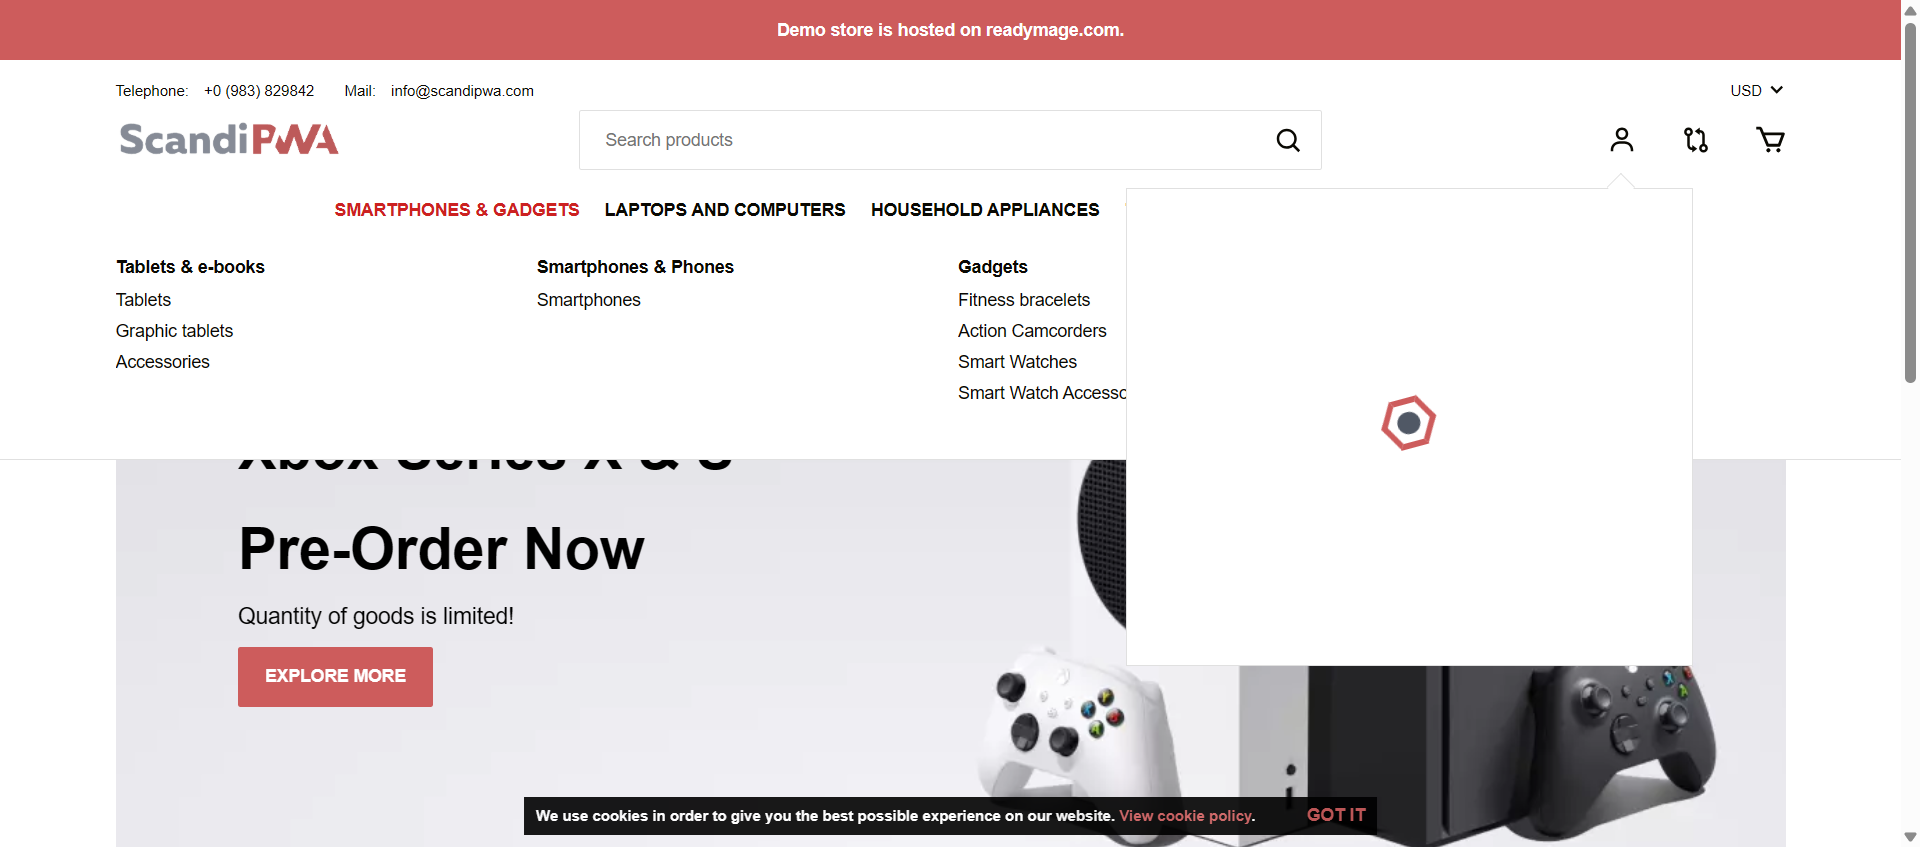 Demo store is hosted on readymage.com.
Telephone: +0 (983) 829842 Mail: info@scandipwa.com
USD
ScandiPWA
Search products
SMARTPHONES & GADGETS LAPTOPS AND COMPUTERS HOUSEHOLD APPLIANCES
Tablets & e-books
Tablets
Graphic tablets
Accessories
Smartphones & Phones
Smartphones
Gadgets
Fitness bracelets
Action Camcorders
Smart Watches
Smart Watch Accesso
Xbox Series X & S
Pre-Order Now
Quantity of goods is limited!
EXPLORE MORE
We use cookies in order to give you the best possible experience on our website. View cookie policy.
GOT IT